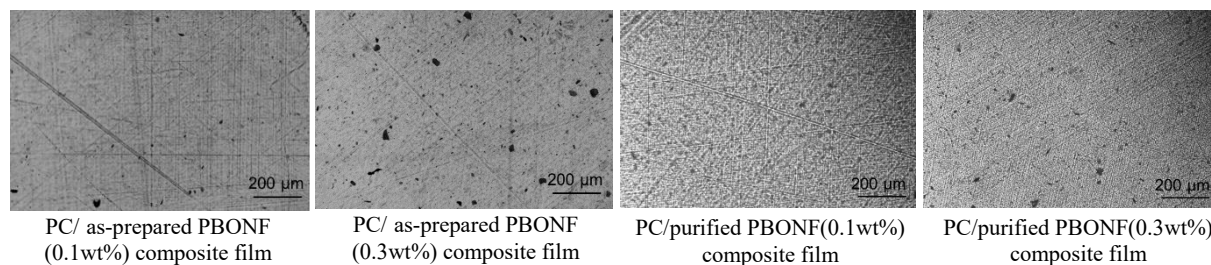 200 μm
200 μm
200 μm
200 μm
PC/ as-prepared PBONF
(0.1wt%) composite film
PC/ as-prepared PBONF
(0.3wt%) composite film
PC/purified PBONF(0.1wt%)
composite film
PC/purified PBONF(0.3wt%)
composite film